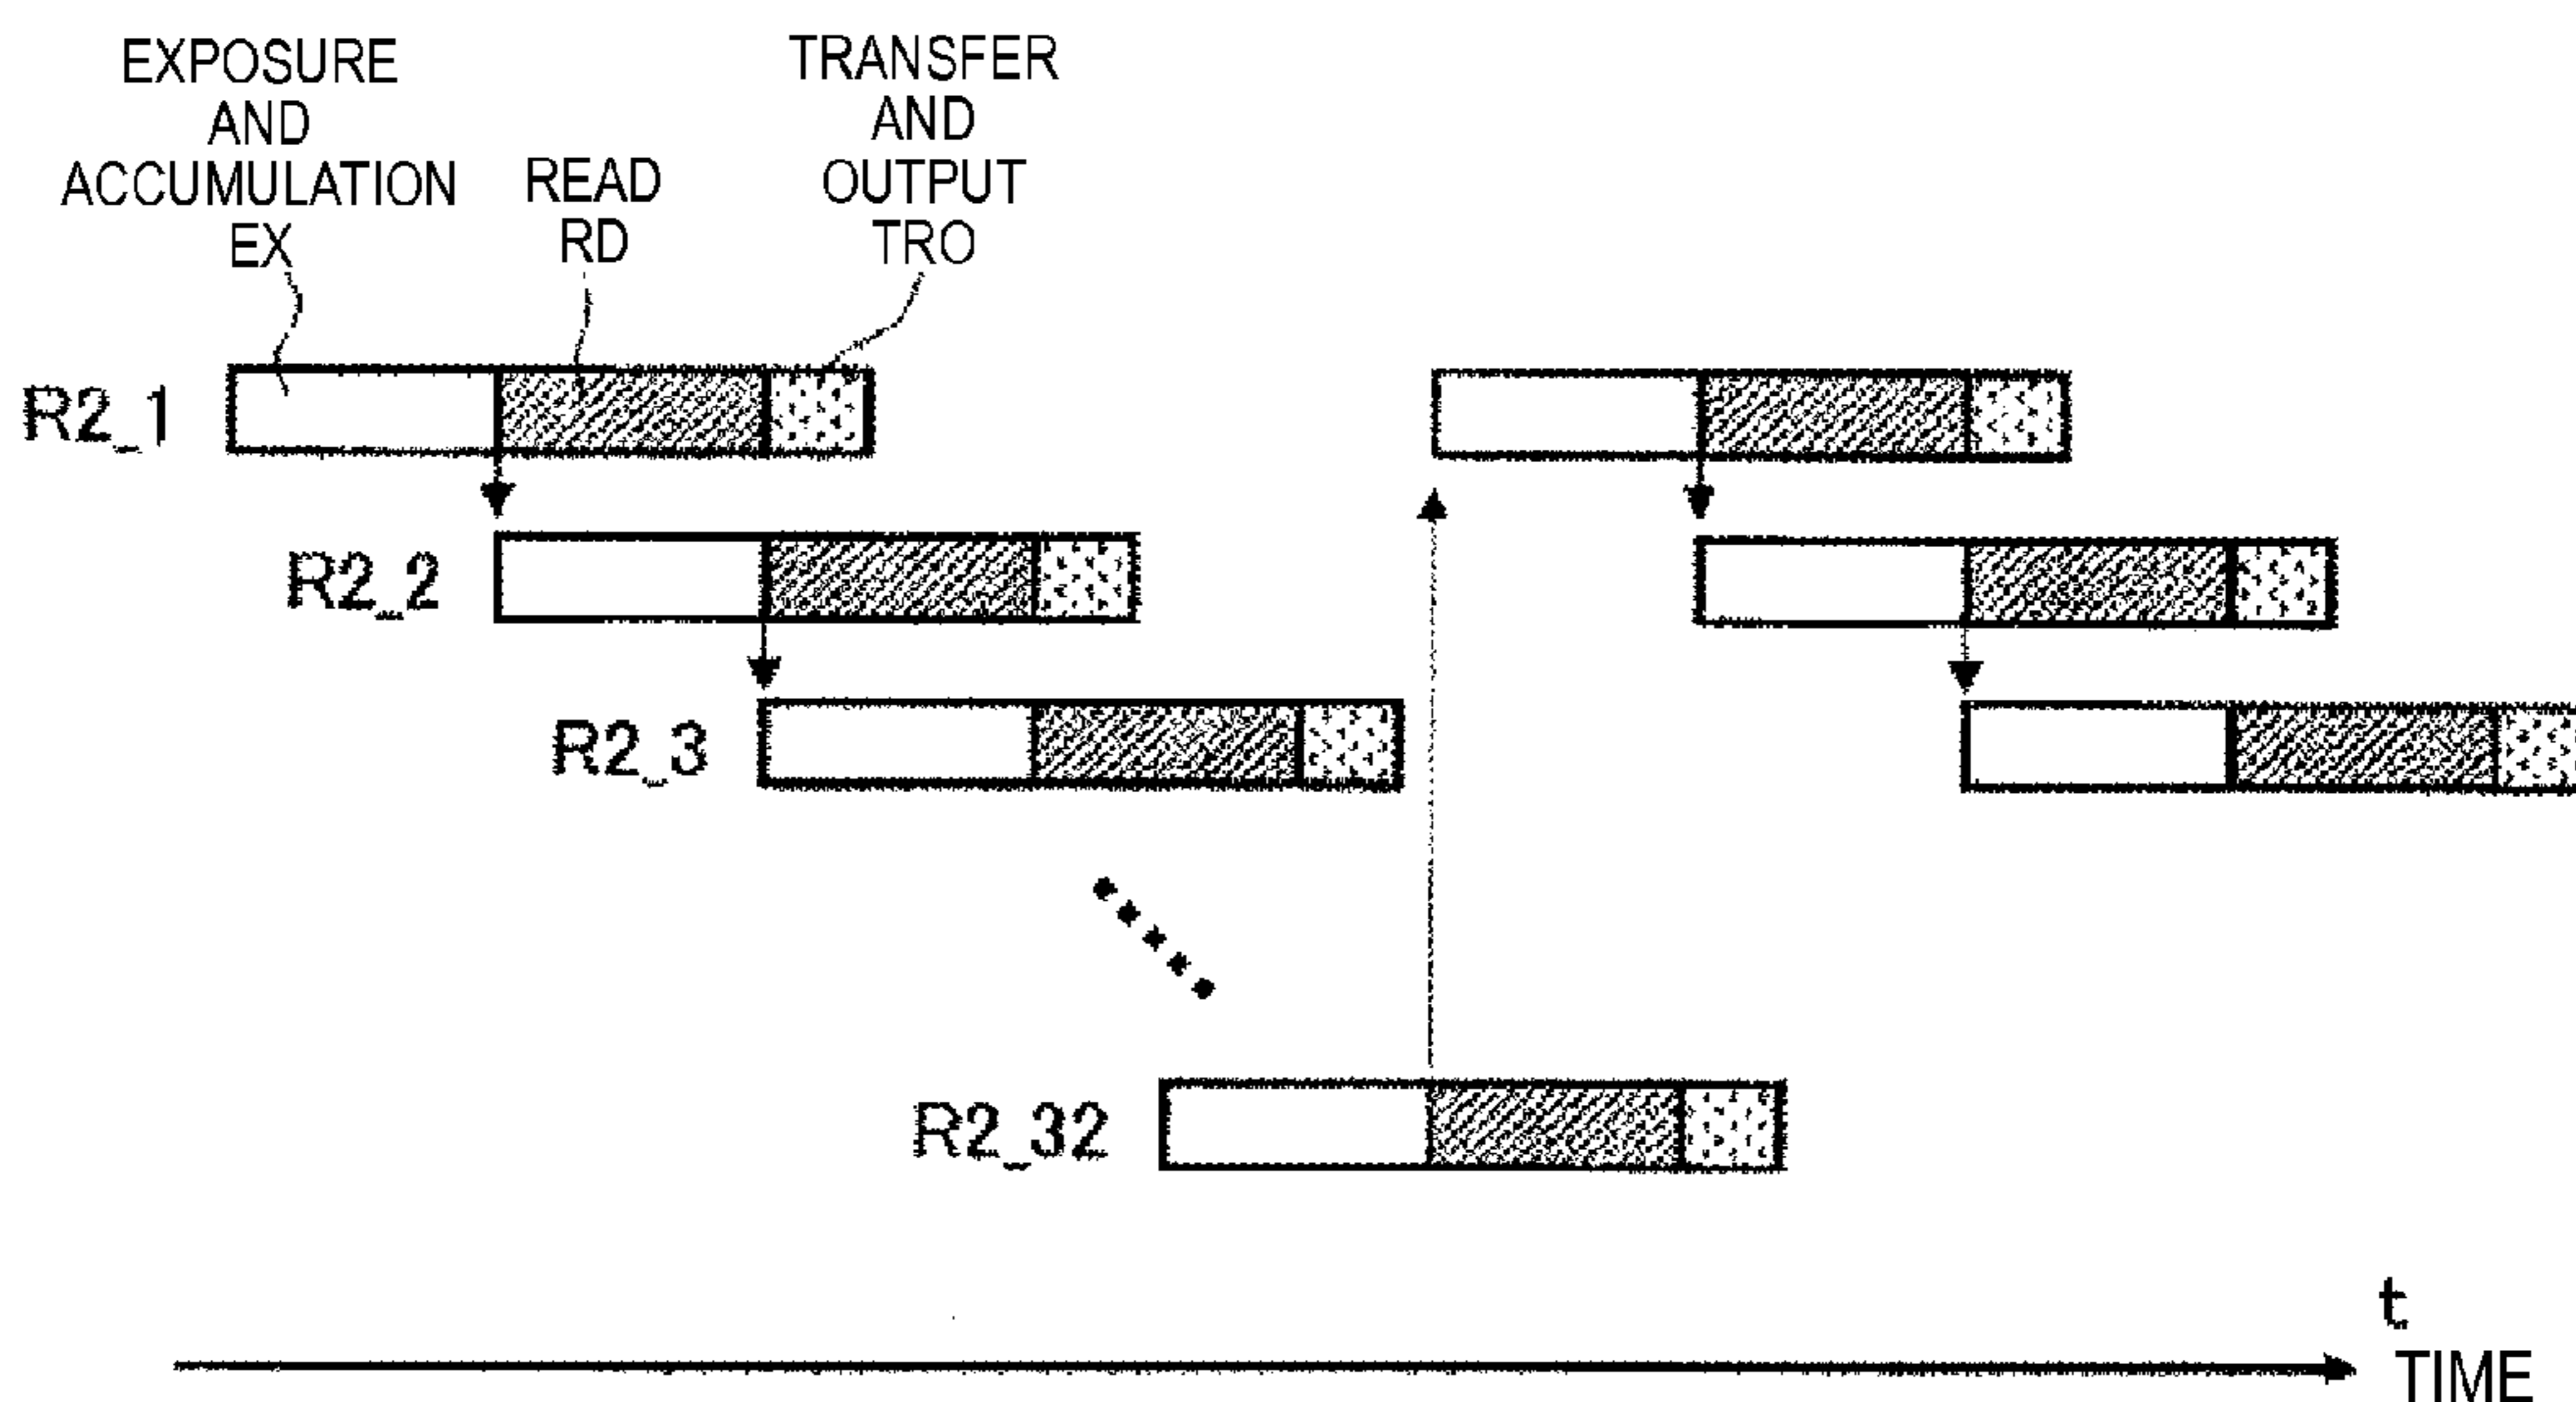 EXPOSURE
AND
ACCUMULATION
EX
READ
RD
TRANSFER
AND
OUTPUT
TRO
R2_1
R2_2
R2_3
R2_32
t
TIME